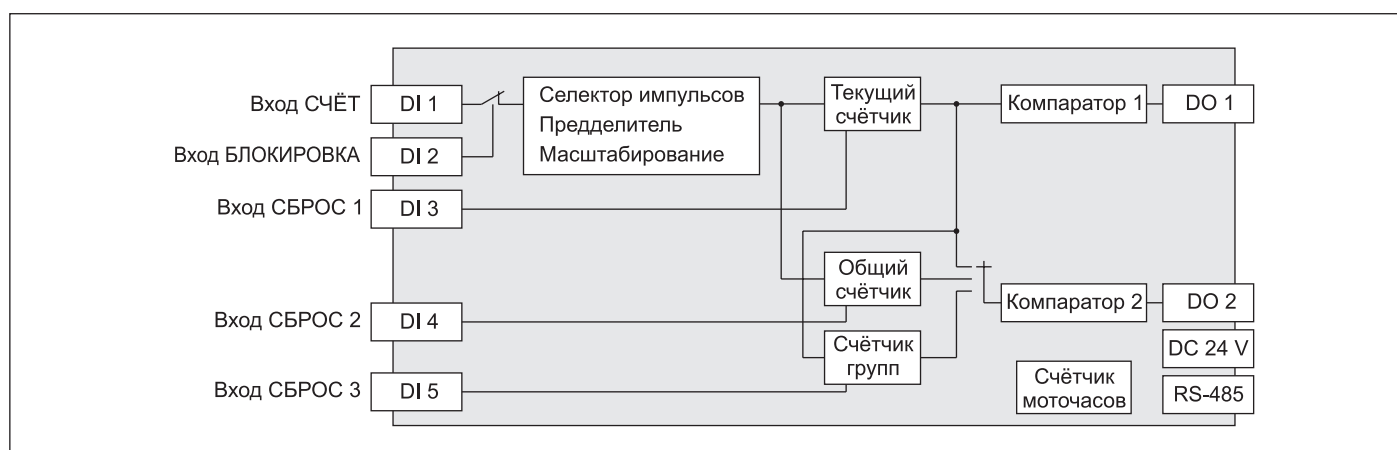 Вход СЧЁТ
DI 1
Селектор импульсов
Предделитель
Масштабирование
Текущий
счётчик
Компаратор 1
DO 1
Вход БЛОКИРОВКА
DI 2
Вход СБРОС 1
DI 3
Общий
счётчик
Компаратор 2
DO 2
Вход СБРОС 2
DI 4
Счётчик
групп
DC 24 V
Счётчик
моточасов
RS-485
Вход СБРОС 3
DI 5